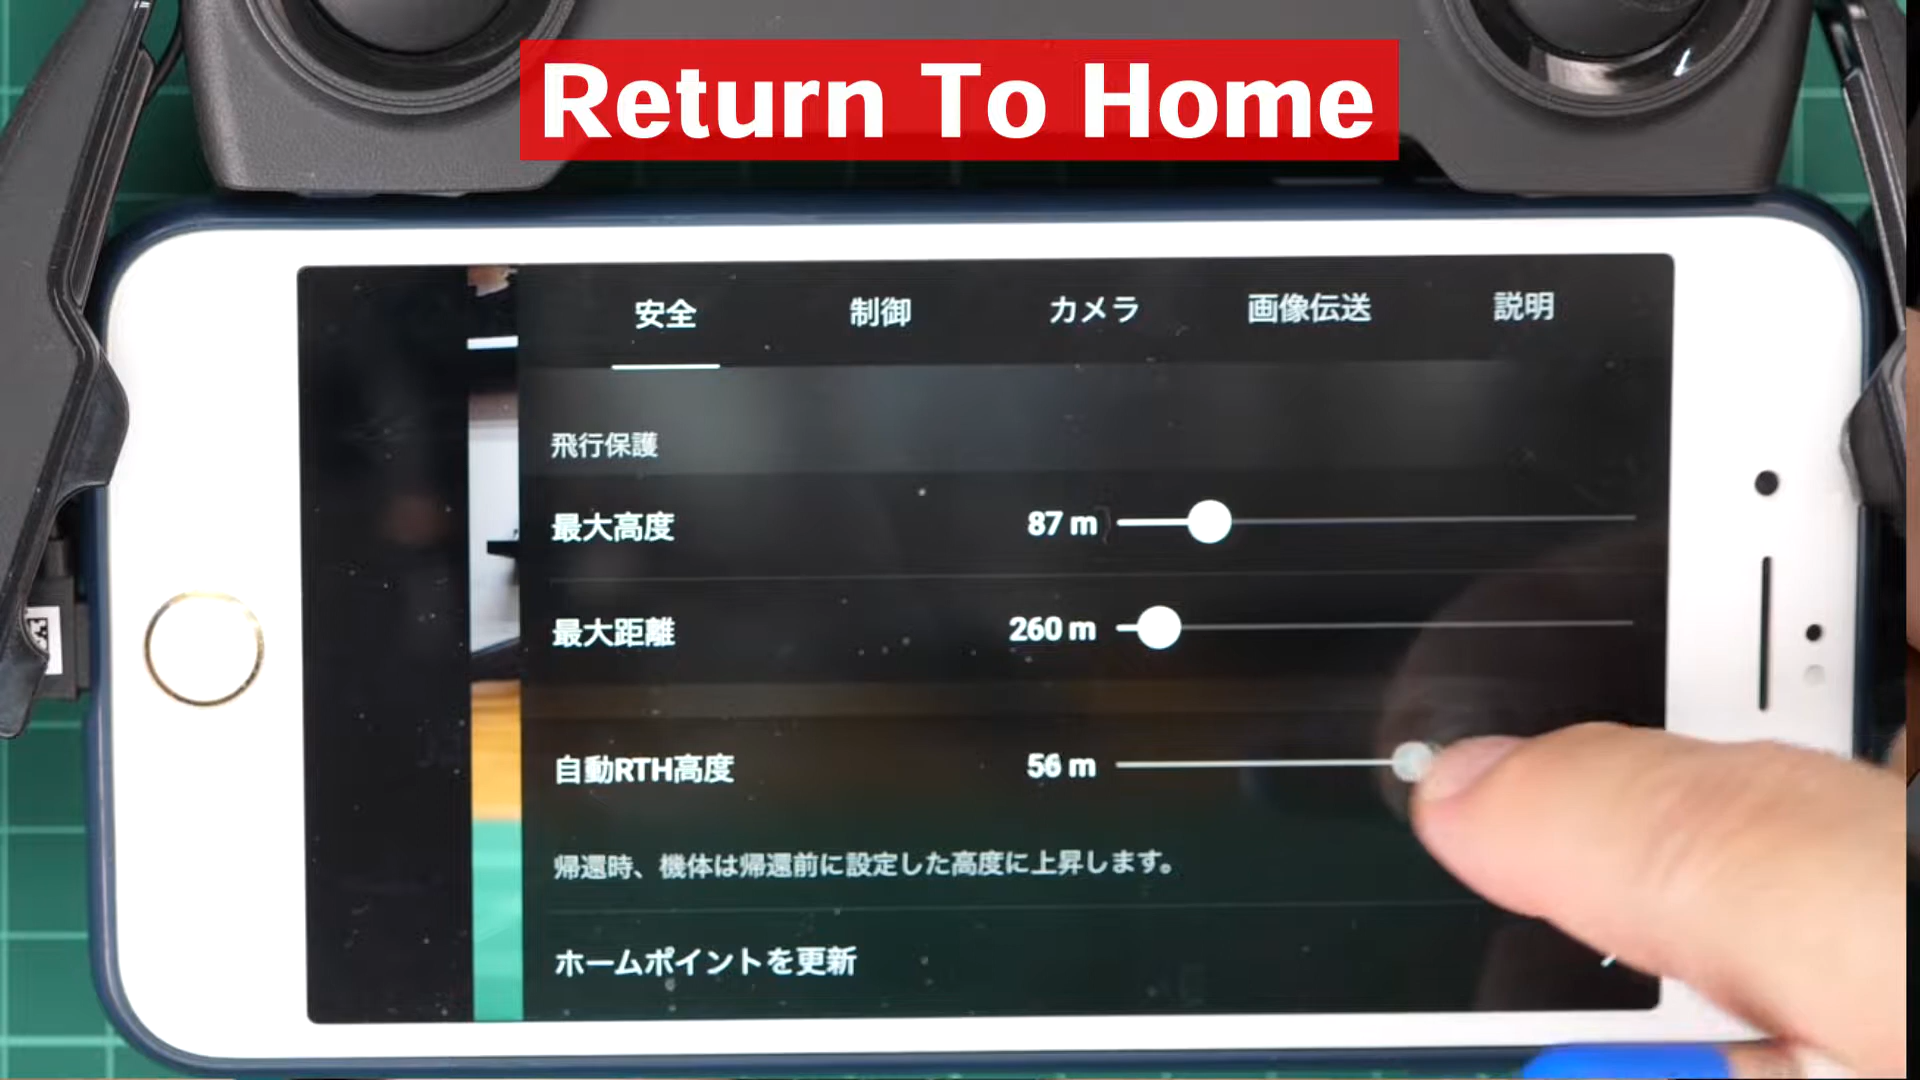 Return To Home
安全 制御 カメラ 画像伝送 説明
飛行保護
最大高度 87 m
最大距離 260 m
自動RTH高度 56 m
帰還時、機体は帰還前に設定した高度に上昇します。
ホームポイントを更新